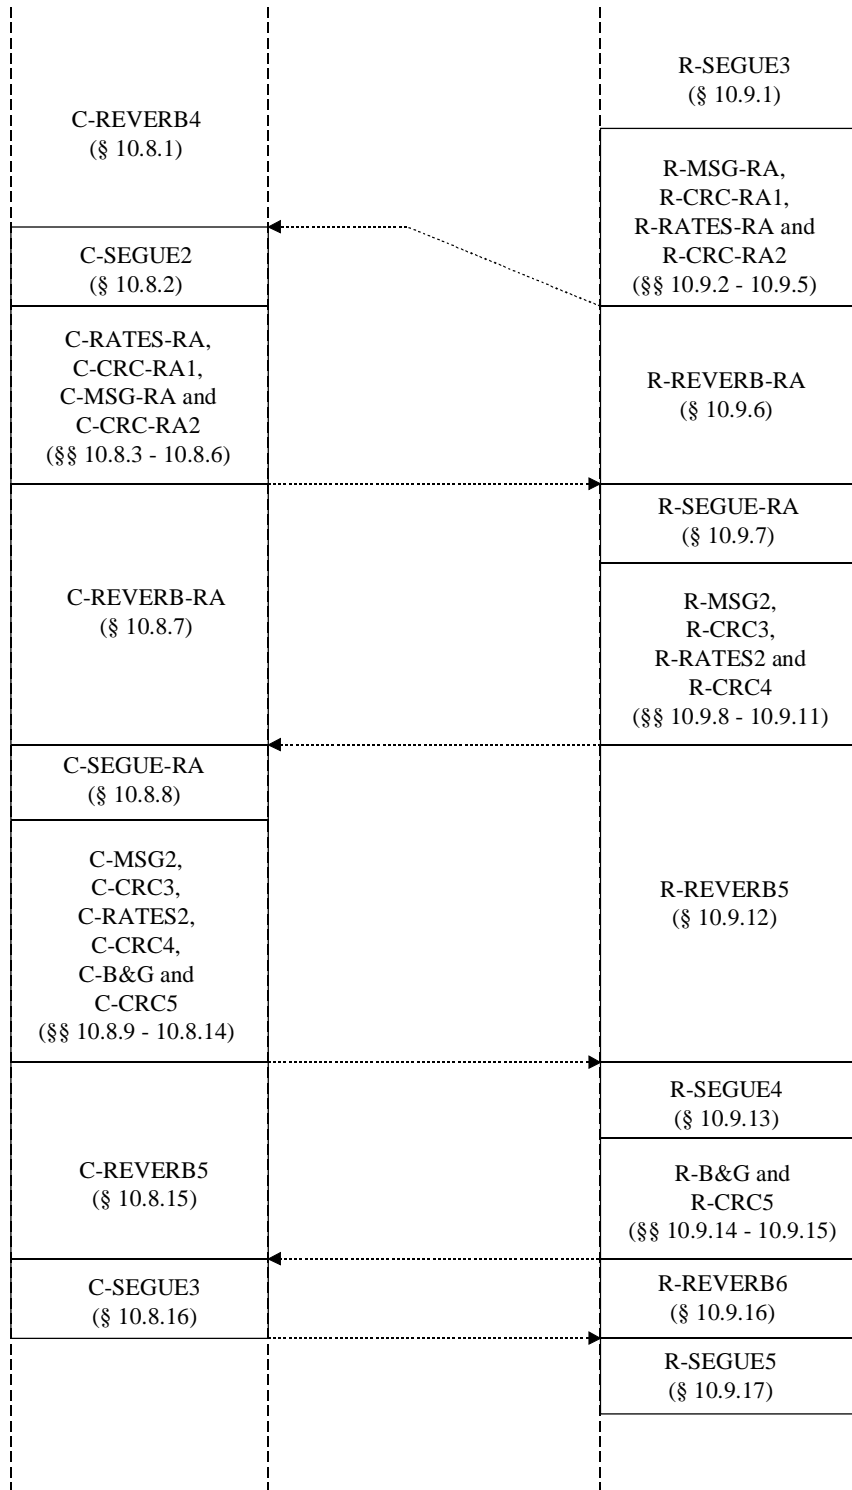 C-REVERB4
(§ 10.8.1)
C-SEGUE2
(§ 10.8.2)
C-RATES-RA,
C-CRC-RA1,
C-MSG-RA and
C-CRC-RA2
(§§ 10.8.3 - 10.8.6)
C-REVERB-RA
(§ 10.8.7)
C-SEGUE-RA
(§ 10.8.8)
C-MSG2,
C-CRC3,
C-RATES2,
C-CRC4,
C-B&G and
C-CRC5
(§§ 10.8.9 - 10.8.14)
C-REVERB5
(§ 10.8.15)
C-SEGUE3
(§ 10.8.16)
R-SEGUE3
(§ 10.9.1)
R-MSG-RA,
R-CRC-RA1,
R-RATES-RA and
R-CRC-RA2
(§§ 10.9.2 - 10.9.5)
R-REVERB-RA
(§ 10.9.6)
R-SEGUE-RA
(§ 10.9.7)
R-MSG2,
R-CRC3,
R-RATES2 and
R-CRC4
(§§ 10.9.8 - 10.9.11)
R-REVERB5
(§ 10.9.12)
R-SEGUE4
(§ 10.9.13)
R-B&G and
R-CRC5
(§§ 10.9.14 - 10.9.15)
R-REVERB6
(§ 10.9.16)
R-SEGUE5
(§ 10.9.17)